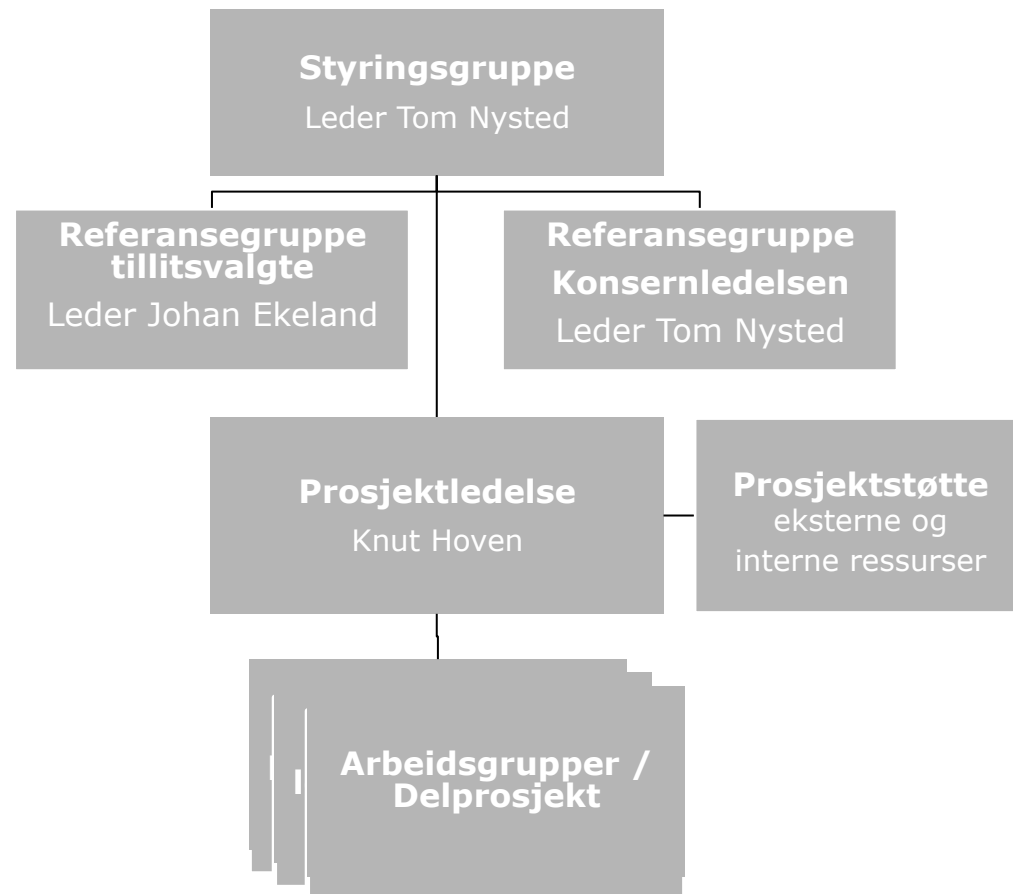 Styringsgruppe
Leder Tom Nysted
Referansegruppe
tillitsvalgte
Leder Johan Ekeland
Referansegruppe
Konsernledelsen
Leder Tom Nysted
Prosjektledelse
Knut Hoven
Prosjektstøtte
eksterne og
interne ressurser
Arbeidsgrupper /
Delprosjekt